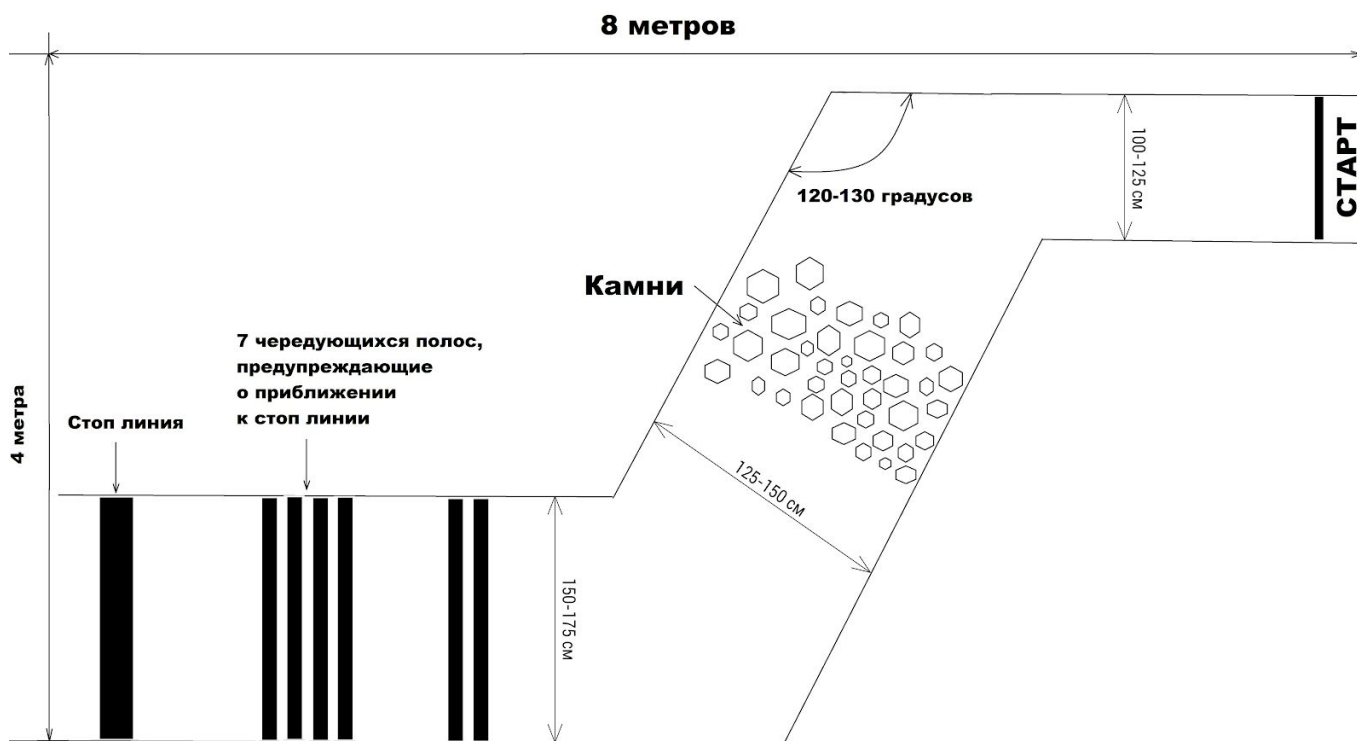 8 метров
100-125 см
СТАРТ
120-130 градусов
Камни
7 чередующихся полос,
предупреждающие
о приближении
к стоп линии
Стоп линия
4 метра
125-150 см
150-175 см